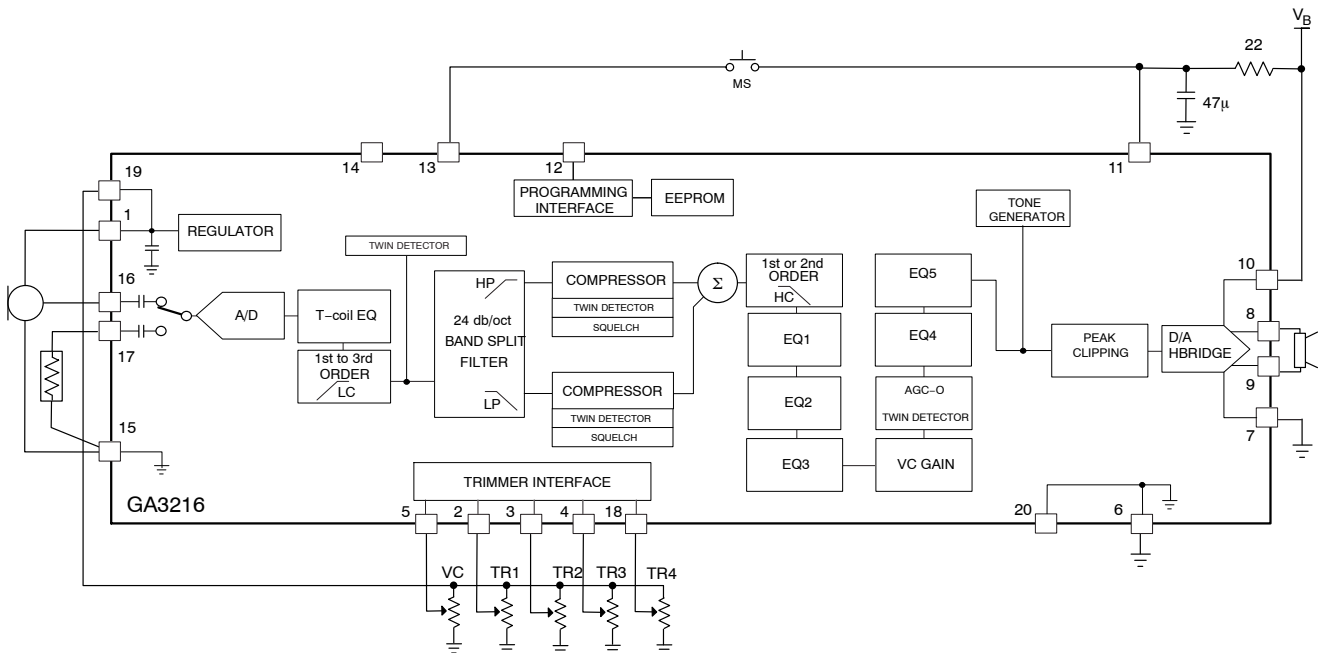 V
B
22
MS
47µ
14
13
12
11
19
1
16
17
15
PROGRAMMING
INTERFACE
EEPROM
REGULATOR
TWIN DETECTOR
A/D
T-coil EQ
1st to 3rd
ORDER
LC
HP
24 db/oct
BAND SPLIT
FILTER
LP
COMPRESSOR
TWIN DETECTOR
SQUELCH
COMPRESSOR
TWIN DETECTOR
SQUELCH
Σ
1st or 2nd
ORDER
HC
EQ1
EQ2
EQ3
EQ5
EQ4
AGC-O
TWIN DETECTOR
VC GAIN
TONE
GENERATOR
PEAK
CLIPPING
D/A
HBRIDGE
10
8
9
7
TRIMMER INTERFACE
GA3216
5
2
3
4
18
20
6
VC
TR1
TR2
TR3
TR4